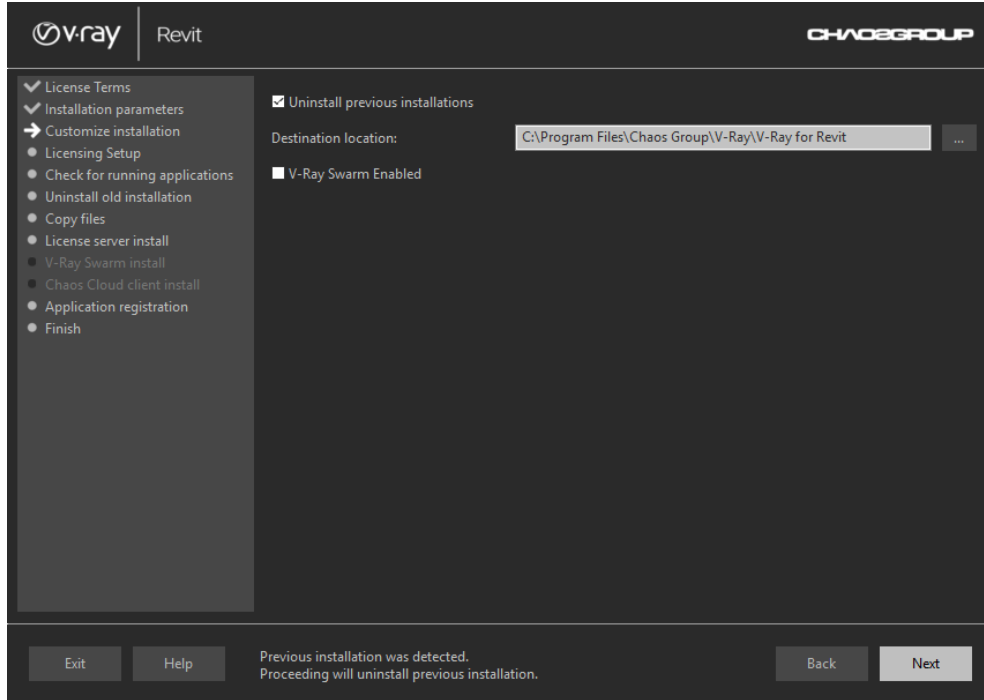 v·ray
Revit
CHAOSGROUP
License Terms
Installation parameters
Customize installation
Licensing Setup
Check for running applications
Uninstall old installation
Copy files
License server install
V-Ray Swarm install
Chaos Cloud client install
Application registration
Finish
Uninstall previous installations
Destination location: C:\Program Files\Chaos Group\V-Ray\V-Ray for Revit ...
V-Ray Swarm Enabled
Exit
Help
Previous installation was detected.
Proceeding will uninstall previous installation.
Back
Next